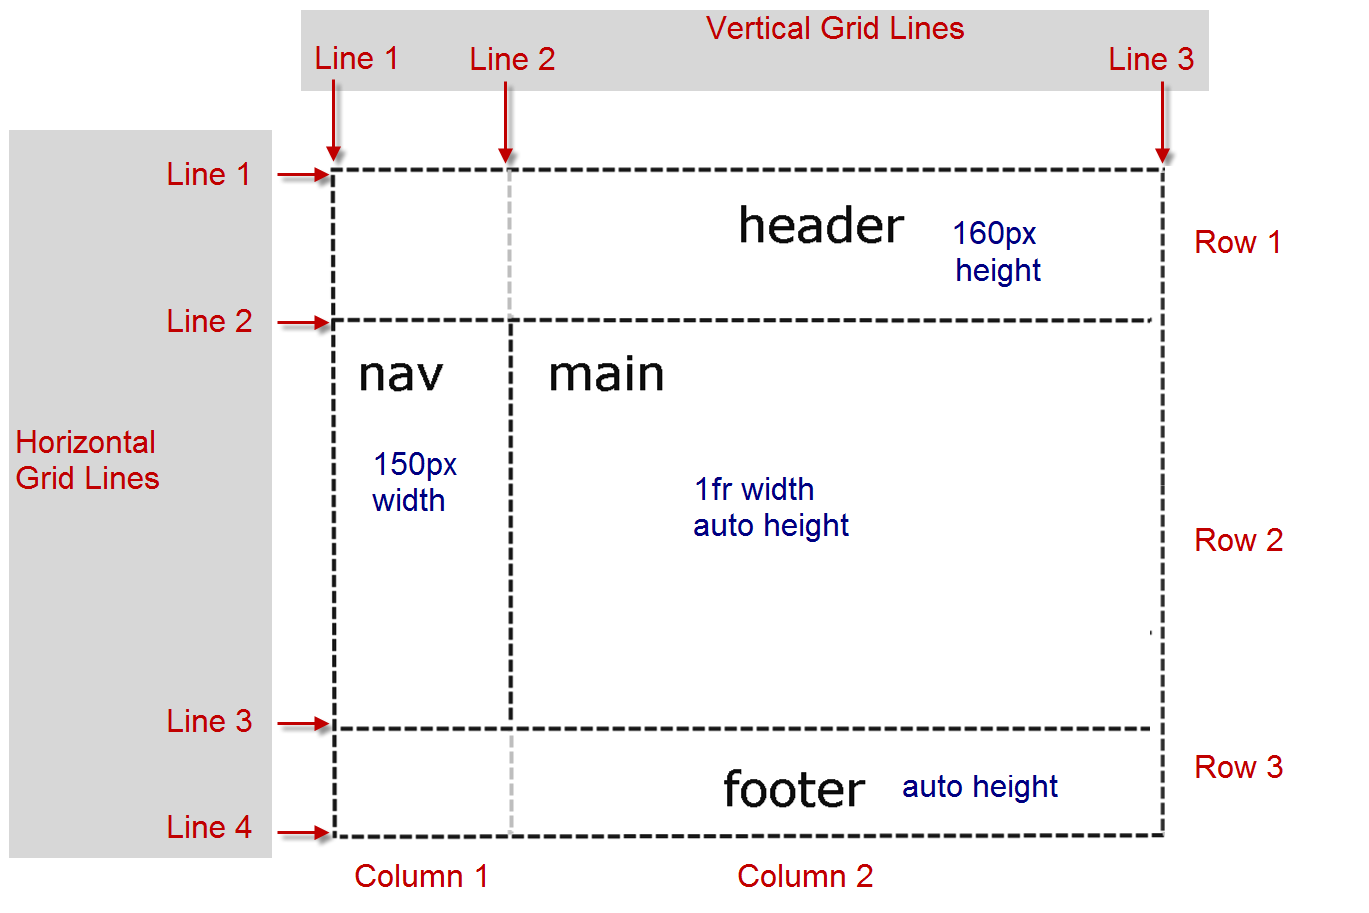 Vertical Grid Lines
Line 1
Line 2
Line 3
Line 1
header
160px
height
Row 1
Line 2
nav
main
Horizontal
Grid Lines
150px
width
1fr width
auto height
Row 2
Line 3
footer
auto height
Row 3
Line 4
Column 1
Column 2